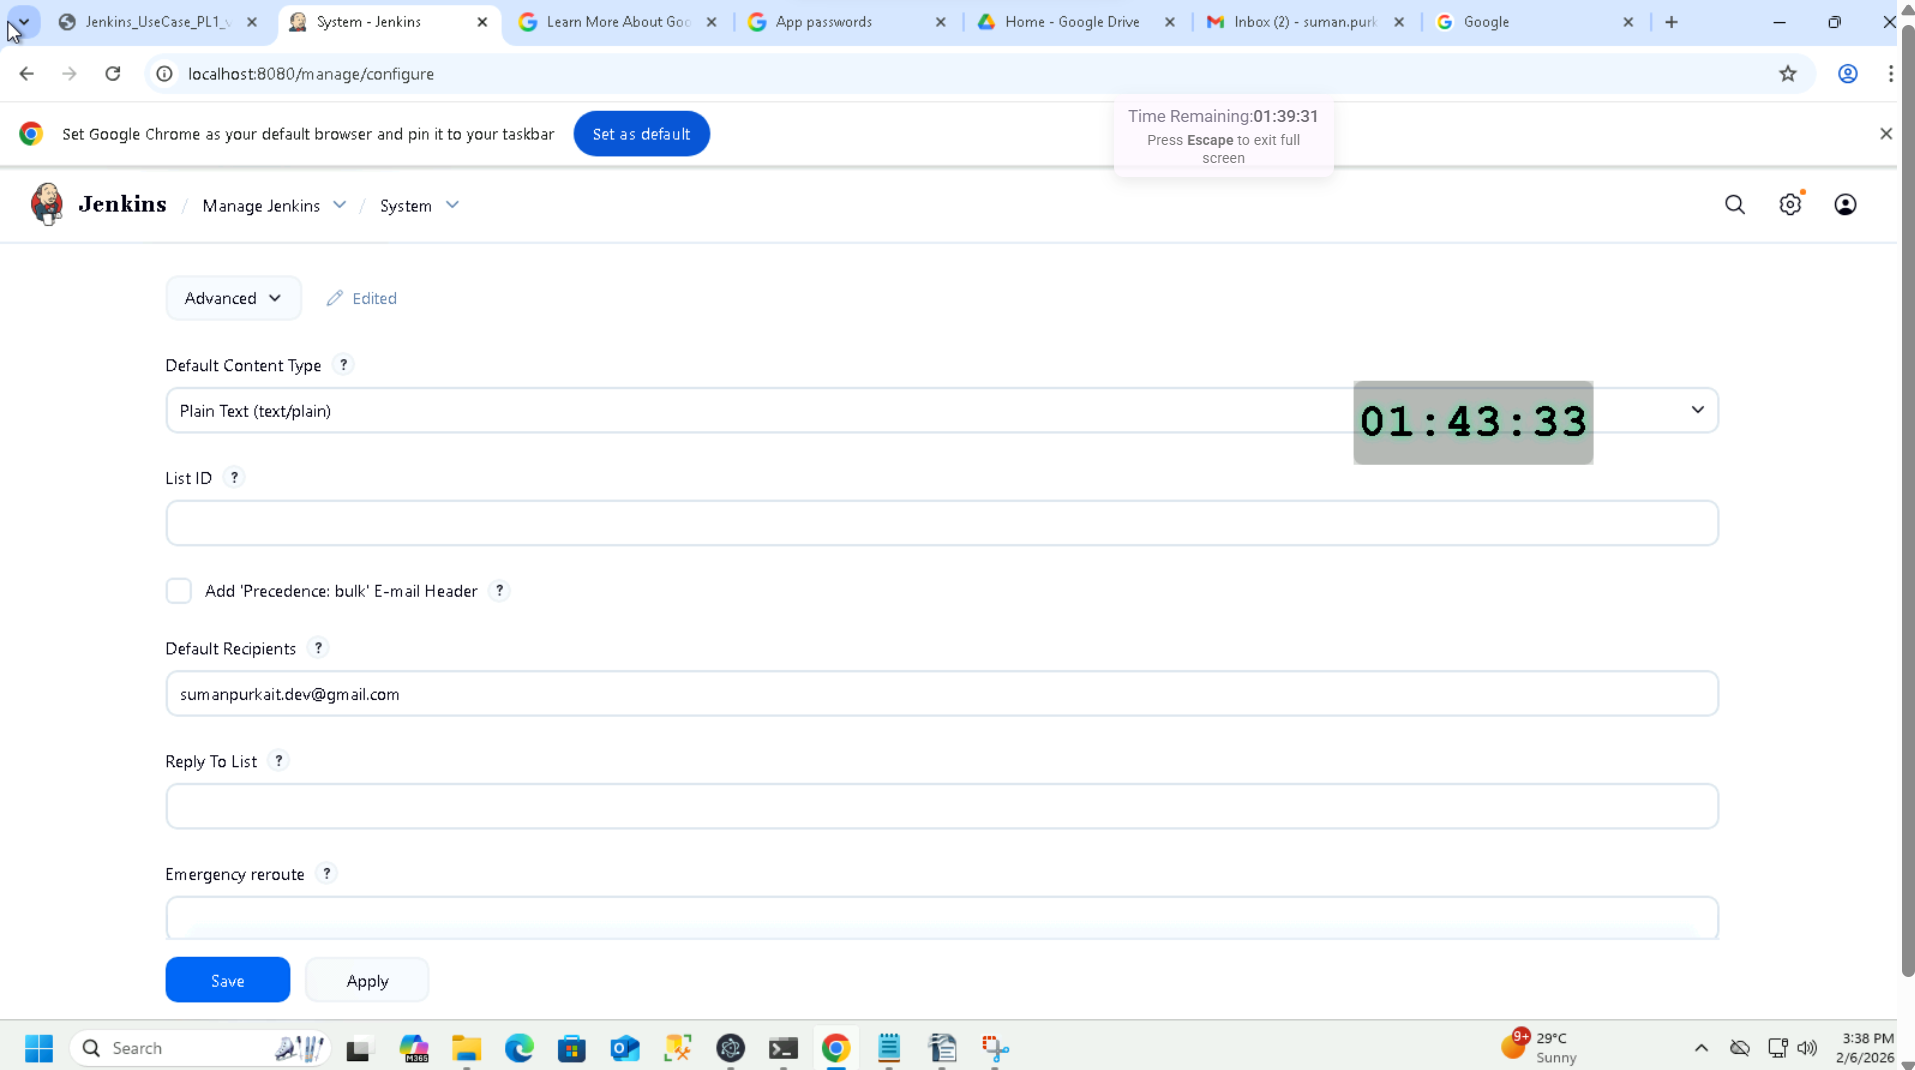 Jenkins_UseCase_PL1_v
System - Jenkins
Learn More About Goo
App passwords
Home - Google Drive
Inbox (2) - suman.purk
Google
localhost:8080/manage/configure
Set Google Chrome as your default browser and pin it to your taskbar
Set as default
Time Remaining:01:39:31
Press Escape to exit full
screen
Jenkins / Manage Jenkins / System
Advanced
Edited
Default Content Type ?
Plain Text (text/plain)
01:43:33
List ID ?
Add 'Precedence: bulk' E-mail Header ?
Default Recipients ?
sumanpurkait.dev@gmail.com
Reply To List ?
Emergency reroute ?
Save
Apply
Search
M365
9+
29°C
Sunny
3:38 PM
2/6/2026